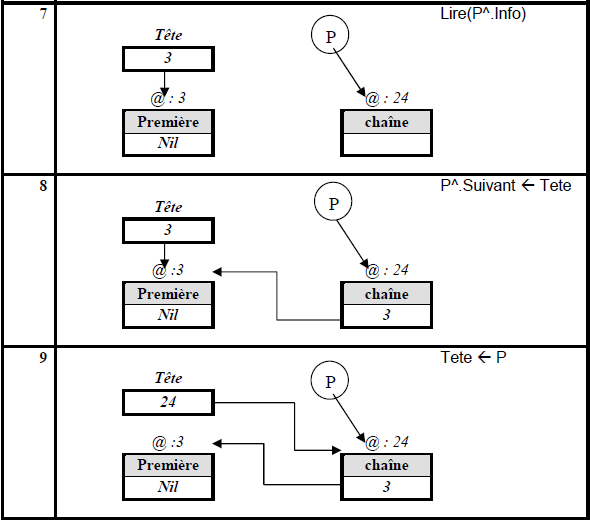 7
Lire(P^.Info)
Tête
P
3
@ : 3
@ : 24
Première
chaîne
Nil
8
P^.Suivant ← Tete
Tête
P
3
@ :3
@ : 24
Première
chaîne
Nil
3
9
Tete ← P
Tête
P
24
@ :3
@ : 24
Première
chaîne
Nil
3